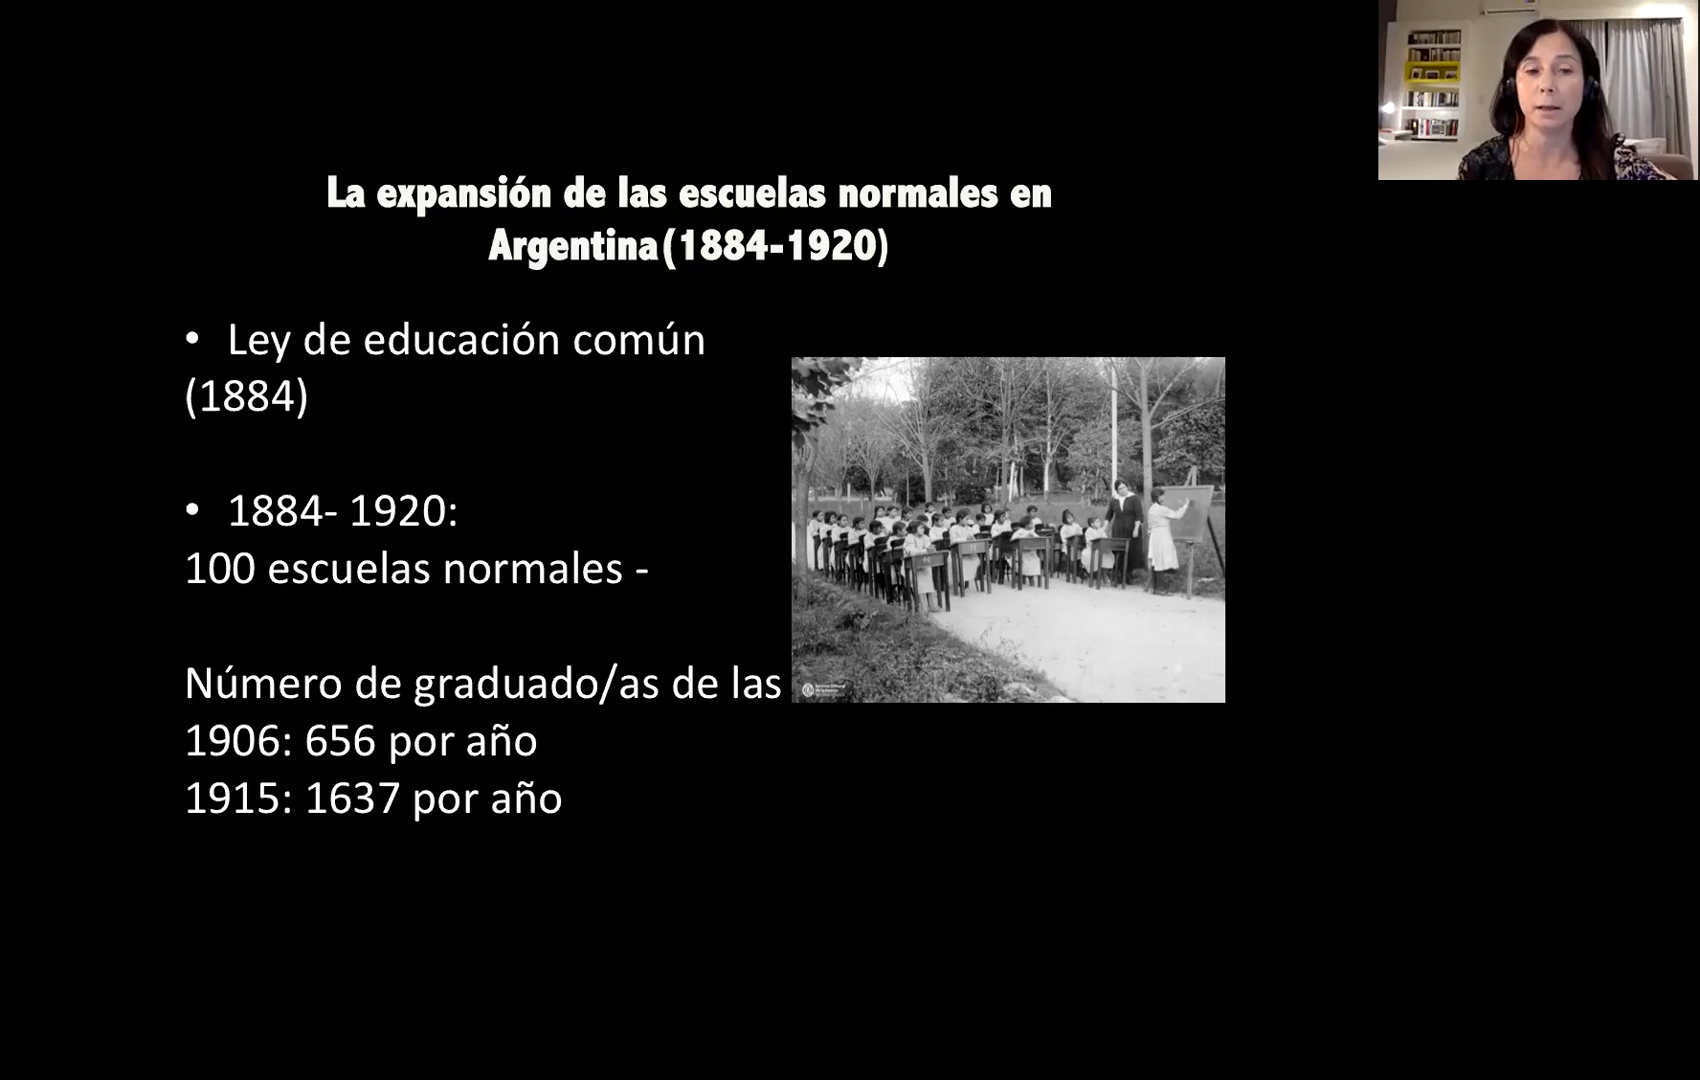 La expansión de las escuelas normales en
Argentina(1884-1920)
• Ley de educación común
(1884)
• 1884- 1920:
100 escuelas normales -
Número de graduado/as de las
1906: 656 por año
1915: 1637 por año